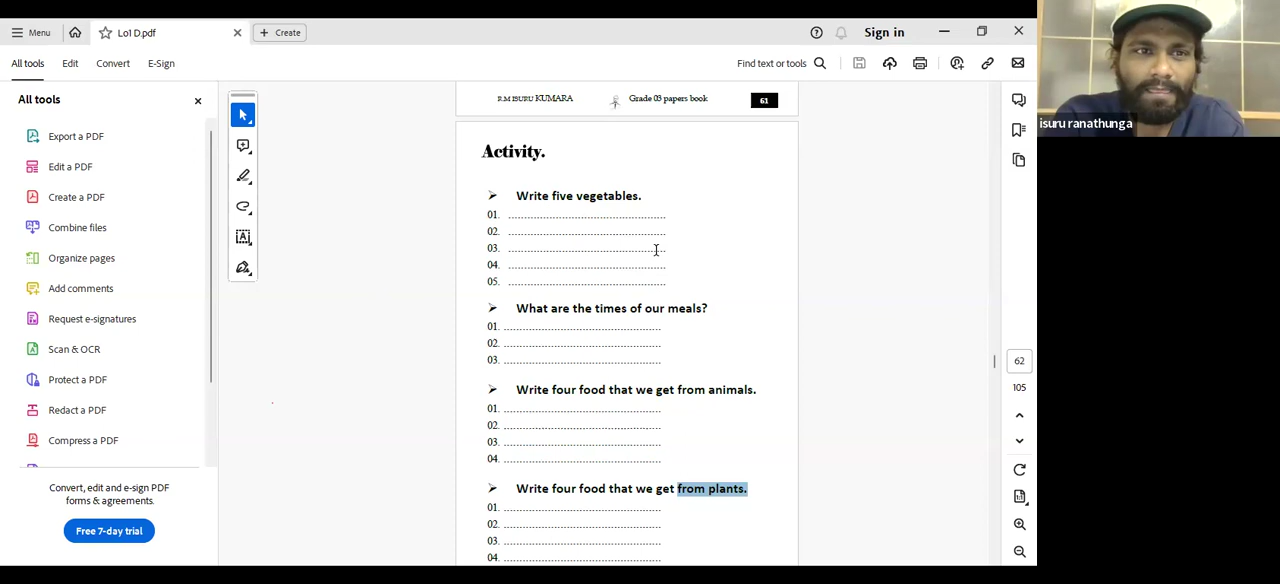 Menu
Lo1 D.pdf
Create
Sign in
All tools
Edit
Convert
E-Sign
Find text or tools
All tools
Export a PDF
Edit a PDF
Create a PDF
Combine files
Organize pages
Add comments
Request e-signatures
Scan & OCR
Protect a PDF
Redact a PDF
Compress a PDF
Convert, edit and e-sign PDF
forms & agreements.
Free 7-day trial
R.M ISURU KUMARA
Grade 03 papers book
61
Activity.
➤ Write five vegetables.
01. ............................................................
02. ............................................................
03. ............................................................
04. ............................................................
05. ............................................................
➤ What are the times of our meals?
01. ............................................................
02. ............................................................
03. ............................................................
➤ Write four food that we get from animals.
01. ............................................................
02. ............................................................
03. ............................................................
04. ............................................................
➤ Write four food that we get from plants.
01. ............................................................
02. ............................................................
03. ............................................................
04. ............................................................
62
105
isuru ranathunga